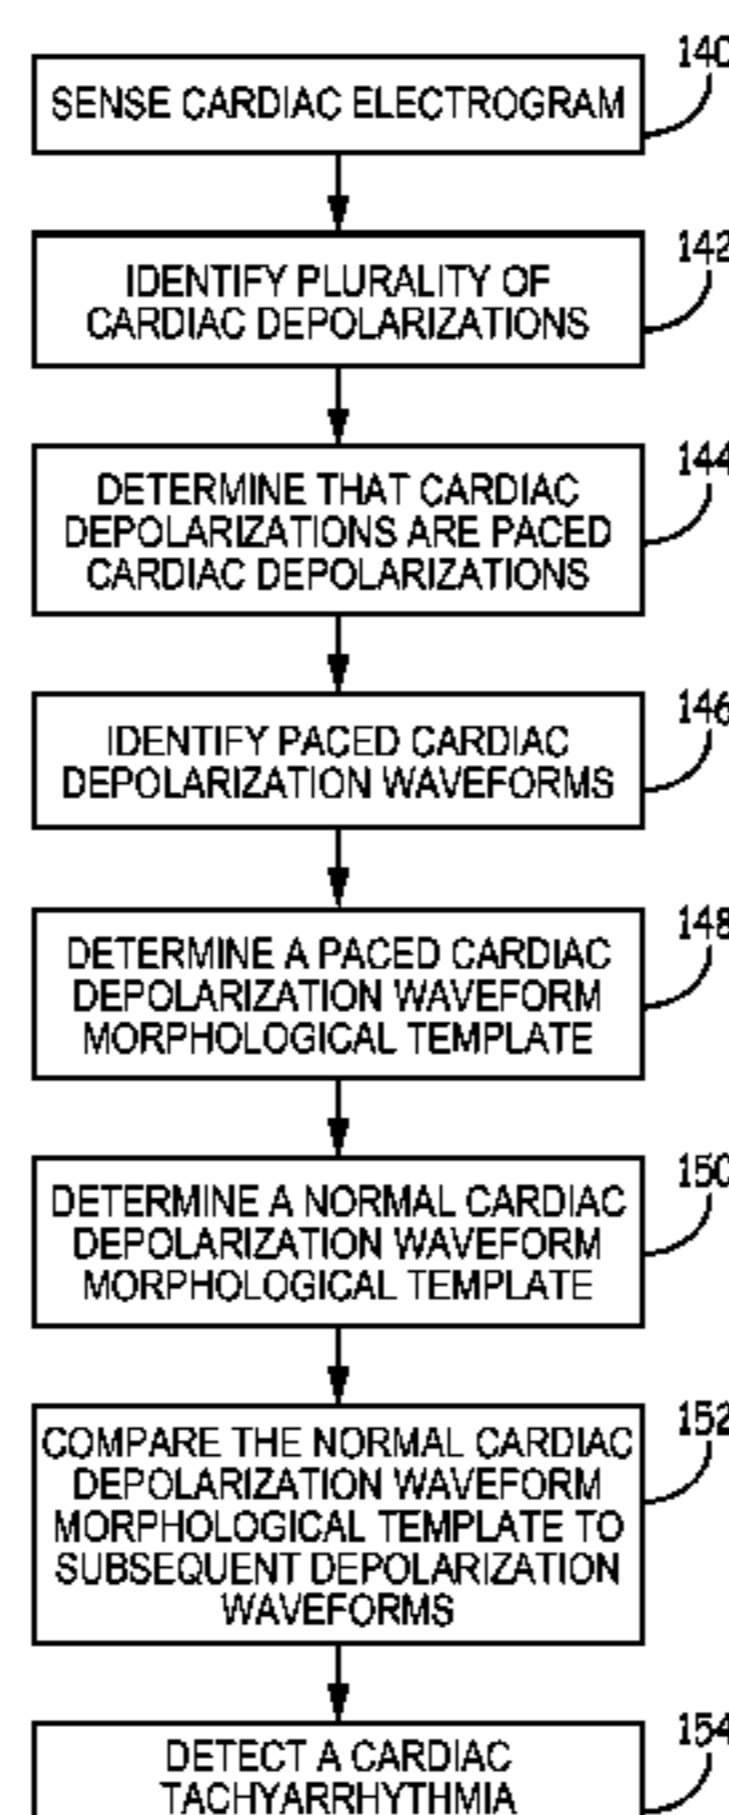 140
SENSE CARDIAC ELECTROGRAM
142
IDENTIFY PLURALITY OF
CARDIAC DEPOLARIZATIONS
144
DETERMINE THAT CARDIAC
DEPOLARIZATIONS ARE PACED
CARDIAC DEPOLARIZATIONS
146
IDENTIFY PACED CARDIAC
DEPOLARIZATION WAVEFORMS
148
DETERMINE A PACED CARDIAC
DEPOLARIZATION WAVEFORM
MORPHOLOGICAL TEMPLATE
150
DETERMINE A NORMAL CARDIAC
DEPOLARIZATION WAVEFORM
MORPHOLOGICAL TEMPLATE
152
COMPARE THE NORMAL CARDIAC
DEPOLARIZATION WAVEFORM
MORPHOLOGICAL TEMPLATE TO
SUBSEQUENT DEPOLARIZATION
WAVEFORMS
154
DETECT A CARDIAC
TACHYARRHYTHMIA